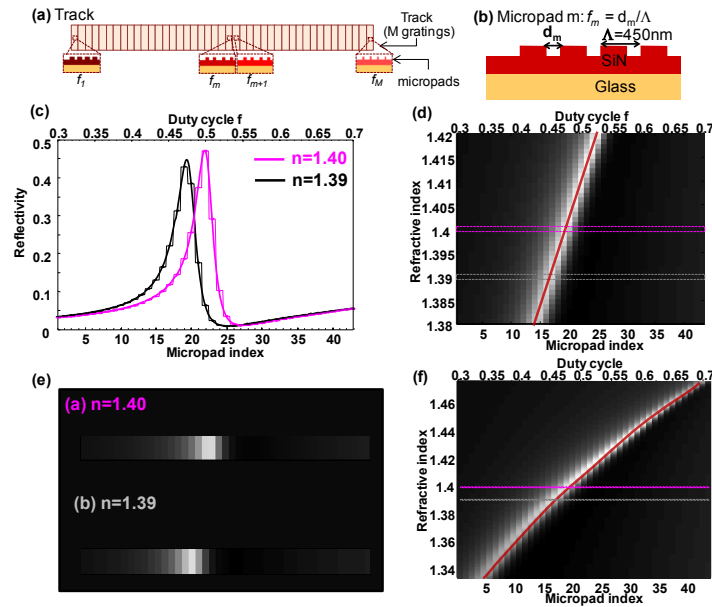 (a) Track
Track
(M gratings)
micropads
f1
fm
fm+1
fM
(b) Micropad m: fm = dm/Λ
dm
Λ=450nm
SiN
Glass
(c)
Duty cycle f
0.3 0.35 0.4 0.45 0.5 0.55 0.6 0.65 0.7
0.5
0.4
0.3
0.2
0.1
0
Reflectivity
n=1.40
n=1.39
5 10 15 20 25 30 35 40
Micropad index
(d)
Duty cycle f
0.3 0.35 0.4 0.45 0.5 0.55 0.6 0.65 0.7
1.42
1.415
1.41
1.405
1.4
1.395
1.39
1.385
1.38
Refractive index
5 10 15 20 25 30 35 40
Micropad index
(e)
(a) n=1.40
(b) n=1.39
(f)
Duty cycle
0.3 0.35 0.4 0.45 0.5 0.55 0.6 0.65 0.7
1.46
1.44
1.42
1.4
1.38
1.36
1.34
Refractive index
5 10 15 20 25 30 35 40
Micropad index